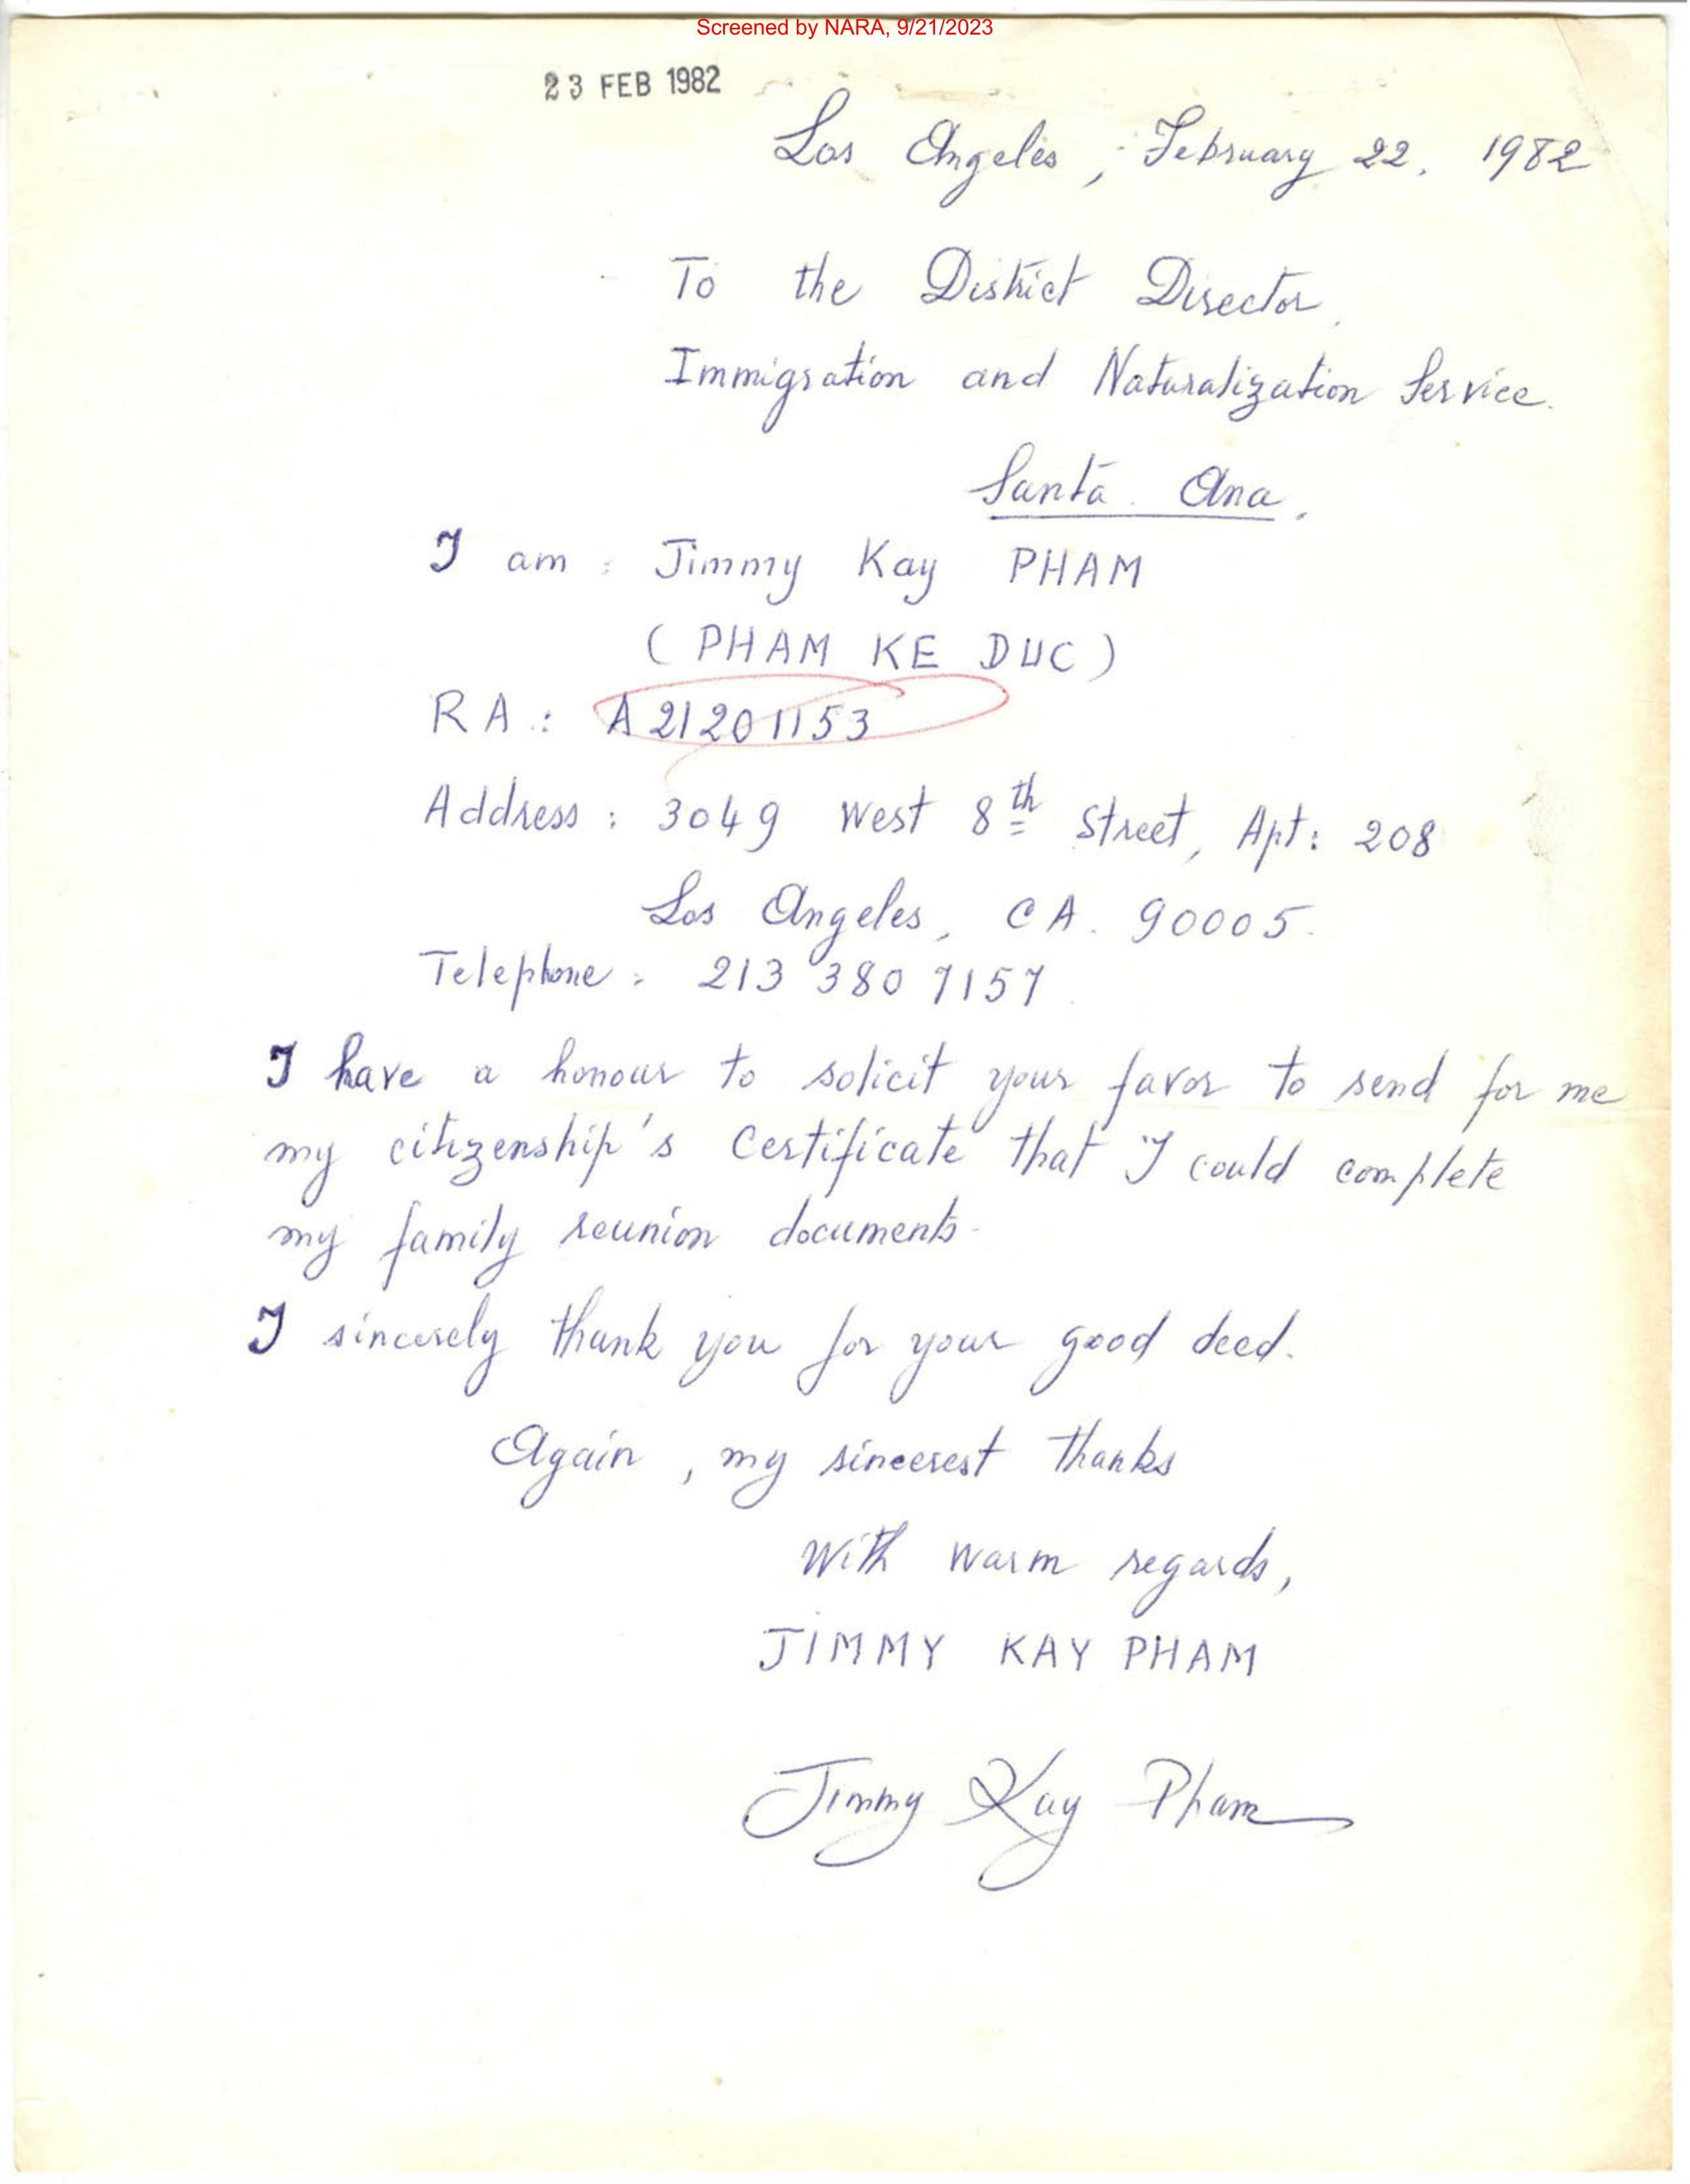 Screened by NARA, 9/21/2023
23 FEB 1982
Los Angeles, February 22, 1982
To the District Director,
Immigration and Naturalization Service.
Santa Ana,
I am : Jimmy Kay PHAM
( PHAM KE DUC )
RA : A21201153
Address : 3049 West 8th Street, Apt : 208
Los Angeles, CA. 90005.
Telephone : 213 380 7157
I have a honour to solicit your favor to send for me
my citizenship's Certificate that I could complete
my family reunion documents.
I sincerely thank you for your good deed.
Again, my sincerest thanks
With warm regards,
JIMMY KAY PHAM
Jimmy Kay Pham